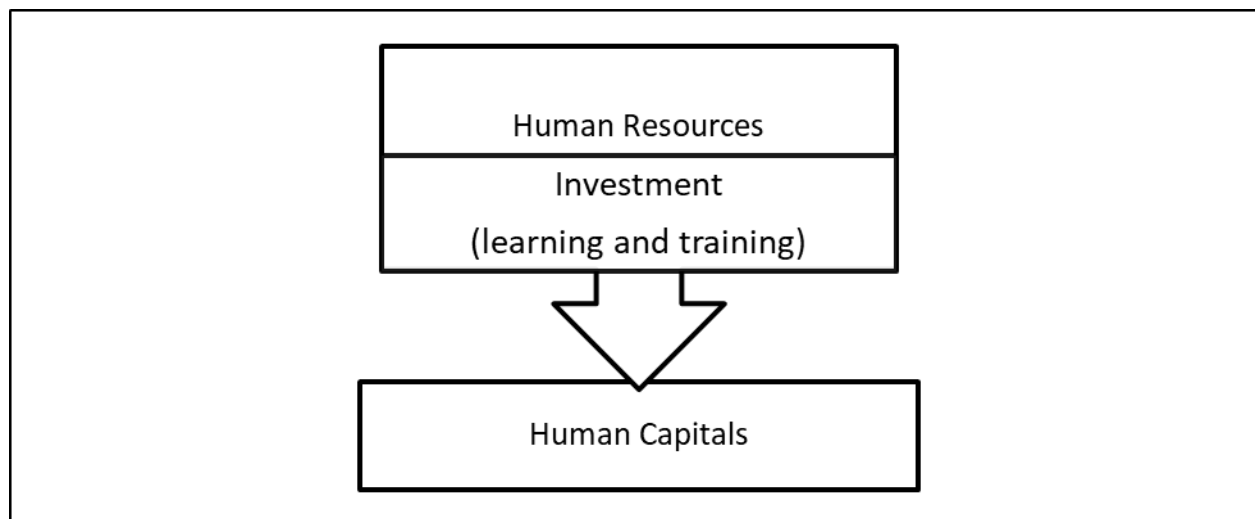 Human Resources
Investment
(learning and training)
Human Capitals